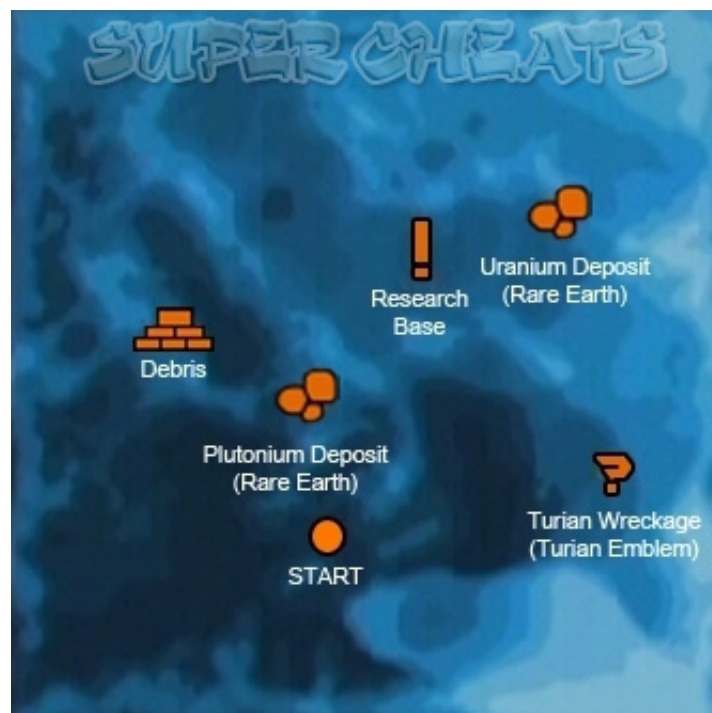 SUPER CHEATS
Uranium Deposit
(Rare Earth)
Research
Base
Debris
Plutonium Deposit
(Rare Earth)
Turian Wreckage
(Turian Emblem)
START